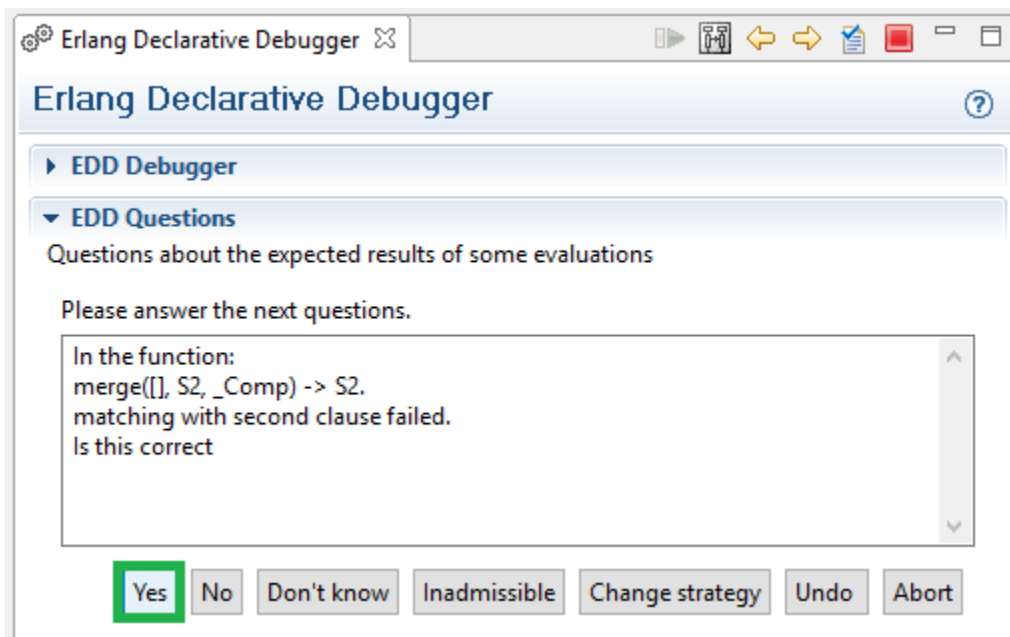 Erlang Declarative Debugger
Erlang Declarative Debugger
EDD Debugger
EDD Questions
Questions about the expected results of some evaluations
Please answer the next questions.
In the function:
merge([], S2, _Comp) -> S2.
matching with second clause failed.
Is this correct
Yes No Don't know Inadmissible Change strategy Undo Abort